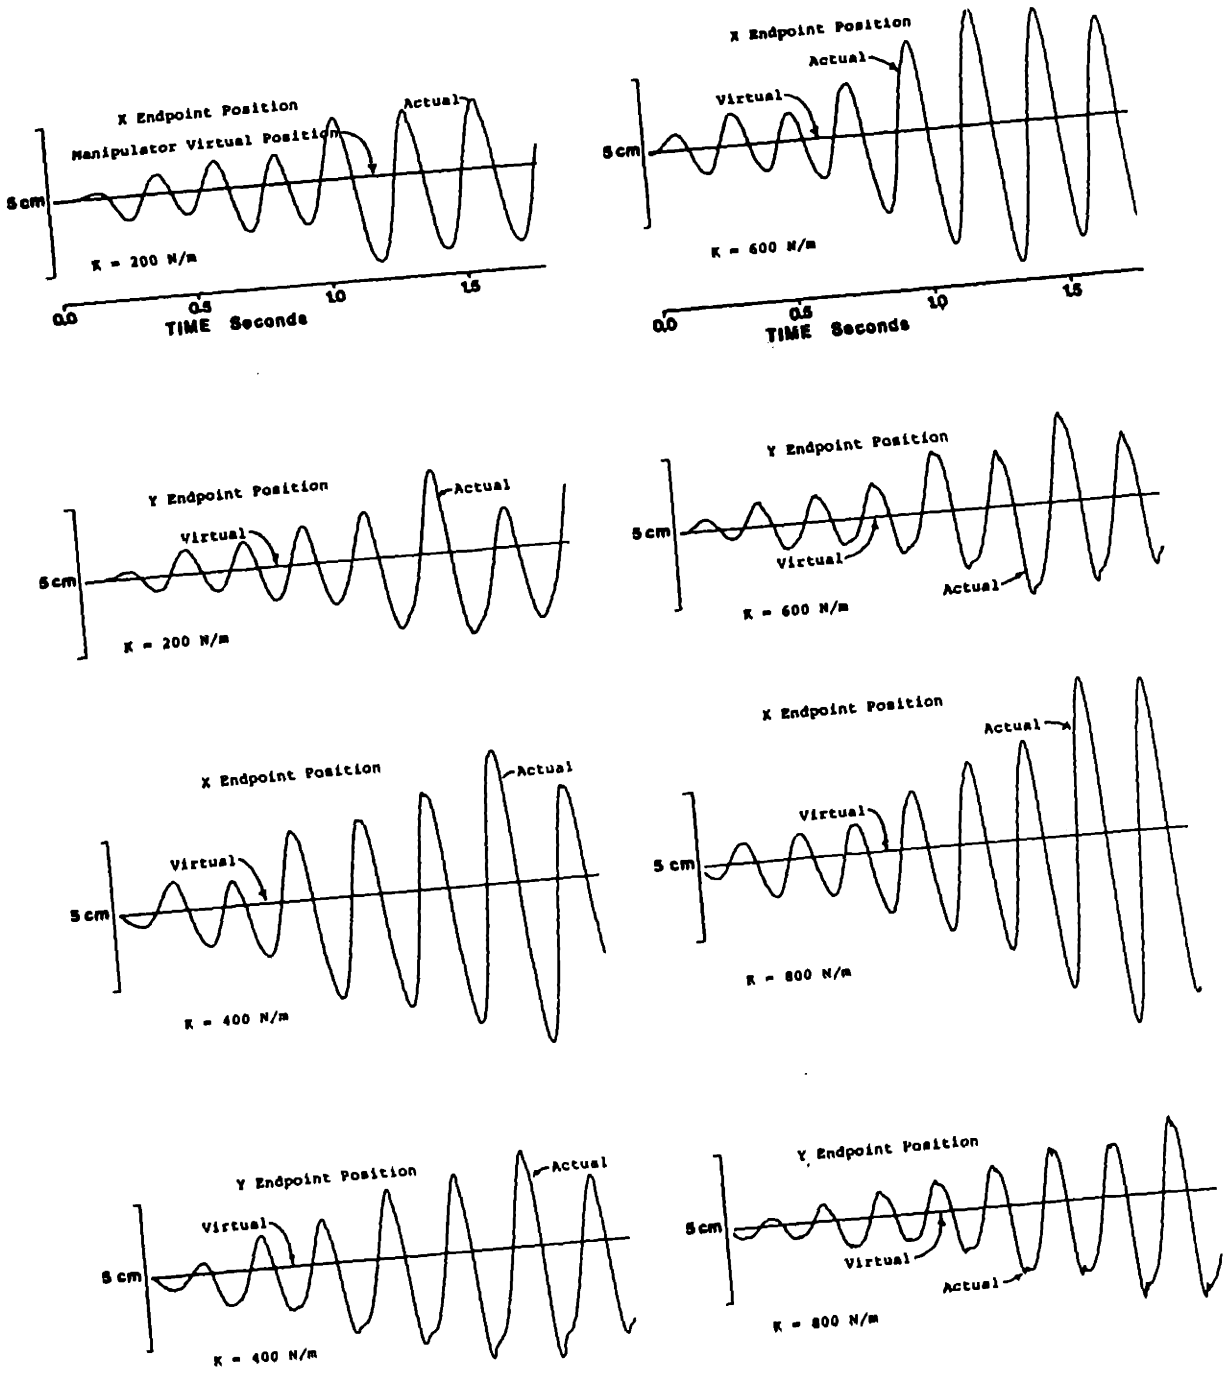 X Endpoint Position
Manipulator Virtual Position
Actual
5 cm
K = 200 N/m
0.0 0.5 1.0 1.5
TIME Seconds
X Endpoint Position
Actual
Virtual
5 cm
K = 600 N/m
0.0 0.5 1.0 1.5
TIME Seconds
Y Endpoint Position
Actual
Virtual
5 cm
K = 200 N/m
Y Endpoint Position
5 cm
Virtual
Actual
K = 600 N/m
X Endpoint Position
Actual
Virtual
5 cm
K = 400 N/m
X Endpoint Position
Actual
Virtual
5 cm
K = 800 N/m
Y Endpoint Position
Actual
Virtual
5 cm
K = 400 N/m
Y Endpoint Position
5 cm
Virtual
Actual
K = 800 N/m